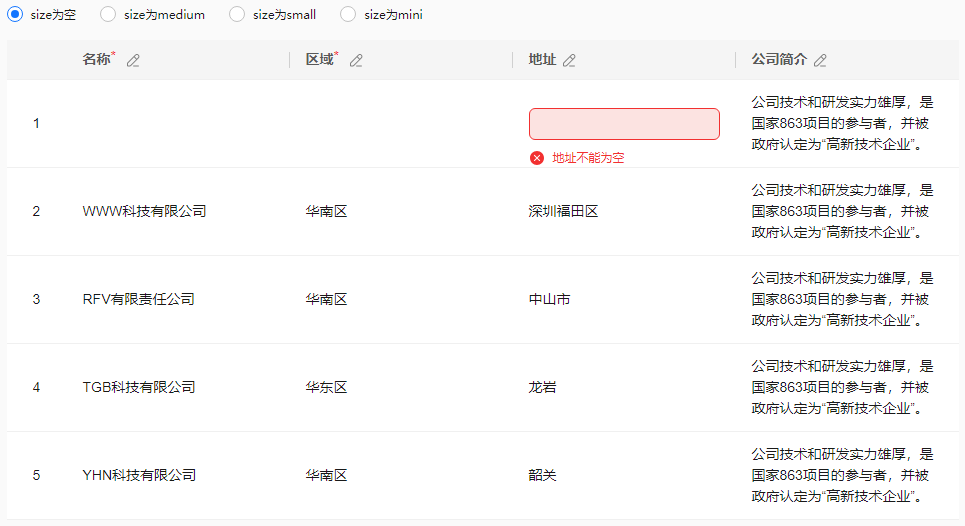 size为空 size为medium size为small size为mini
名称* 区域* 地址 公司简介
1
地址不能为空
公司技术和研发实力雄厚，是
国家863项目的参与者，并被
政府认定为“高新技术企业”。
2 WWW科技有限公司 华南区 深圳福田区
公司技术和研发实力雄厚，是
国家863项目的参与者，并被
政府认定为“高新技术企业”。
3 RFV有限责任公司 华南区 中山市
公司技术和研发实力雄厚，是
国家863项目的参与者，并被
政府认定为“高新技术企业”。
4 TGB科技有限公司 华东区 龙岩
公司技术和研发实力雄厚，是
国家863项目的参与者，并被
政府认定为“高新技术企业”。
5 YHN科技有限公司 华南区 韶关
公司技术和研发实力雄厚，是
国家863项目的参与者，并被
政府认定为“高新技术企业”。